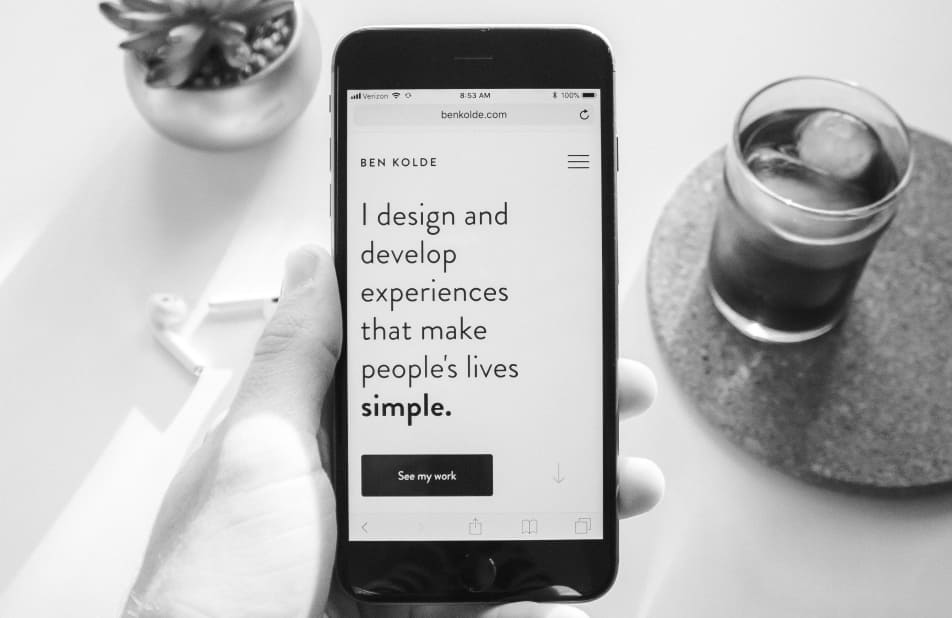 Verizon 8:53 AM 100%
benkolde.com
BEN KOLDE
I design and
develop
experiences
that make
people's lives
simple.
See my work